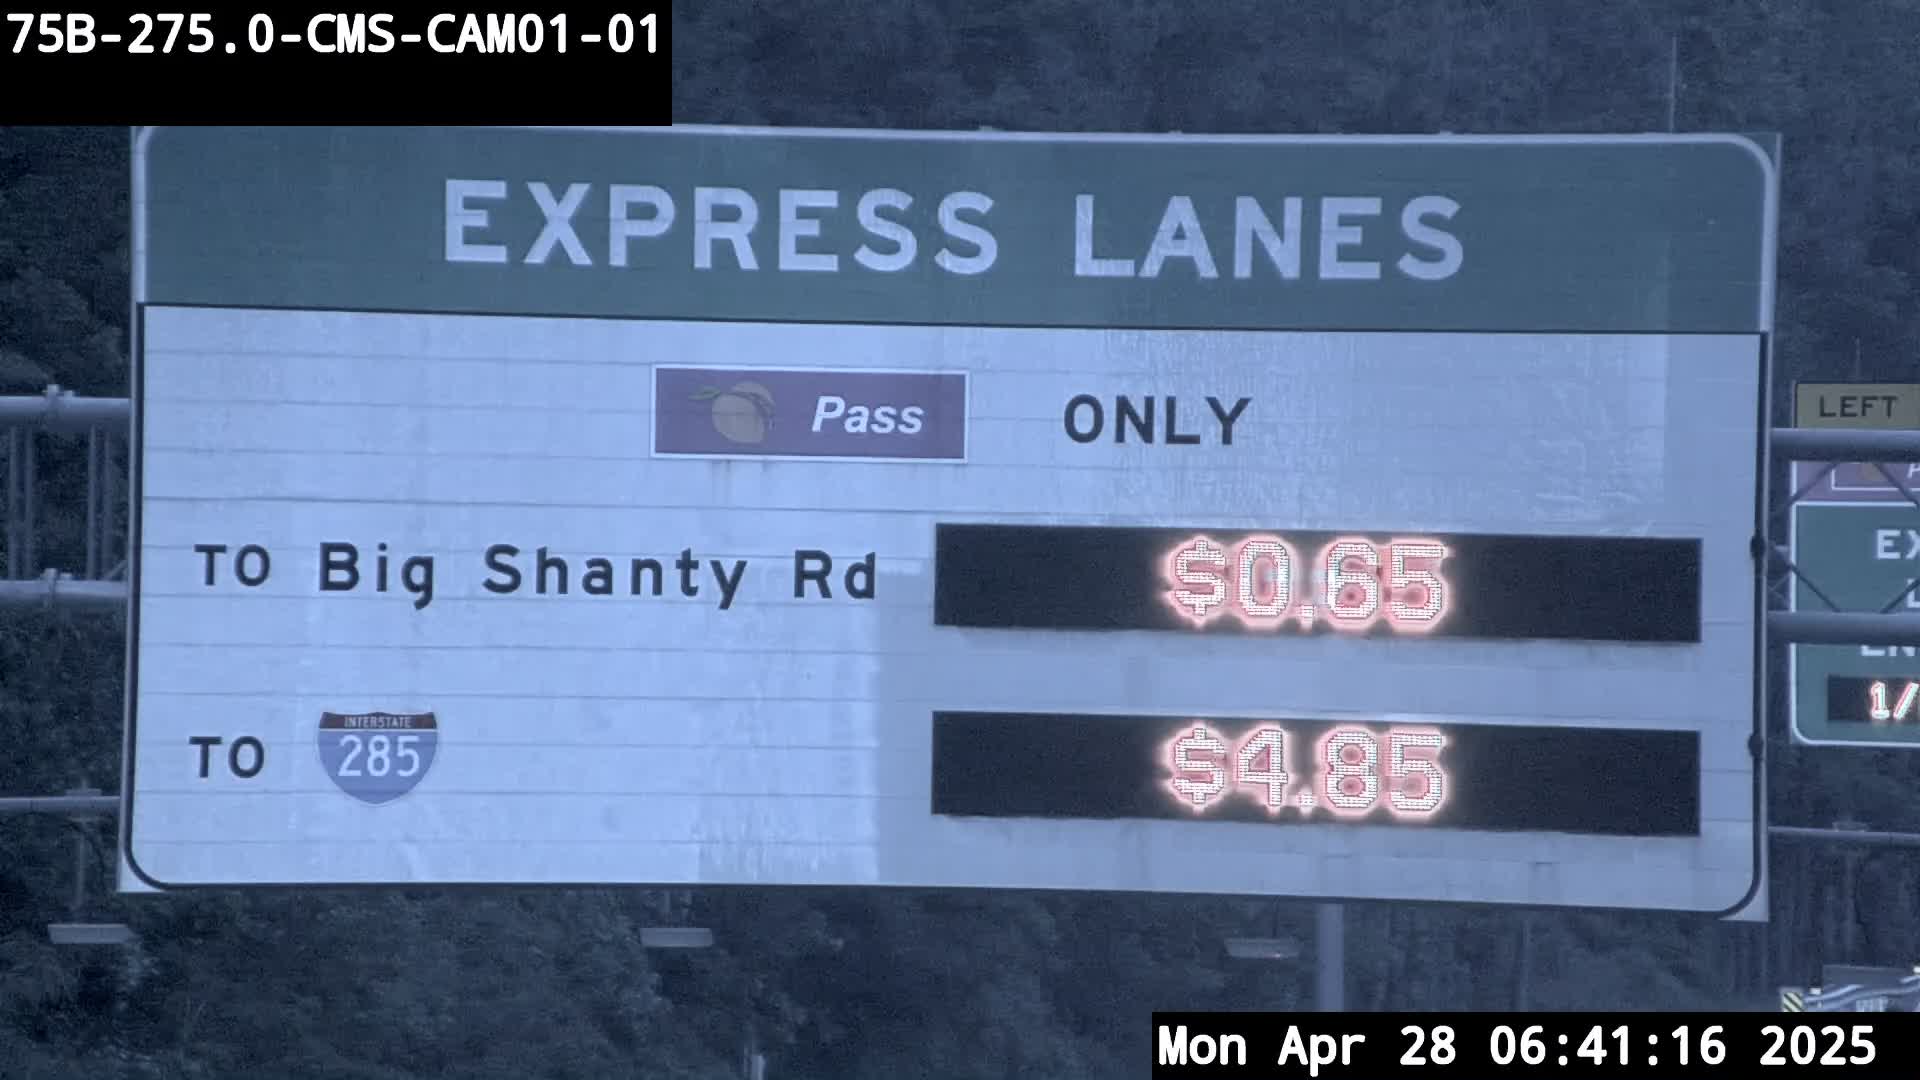 75B-275.0-CMS-CAM01-01
EXPRESS LANES
Pass ONLY
TO Big Shanty Rd $0.65
TO INTERSTATE 285 $4.85
LEFT
1/
Mon Apr 28 06:41:16 2025